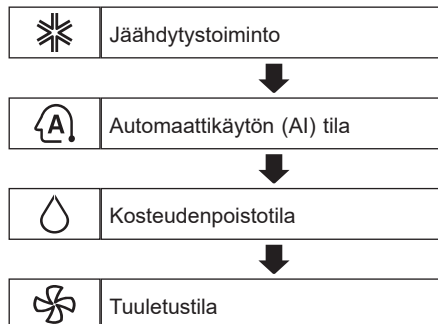 Jäähdytystoiminto
A
Automaattikäytön (AI) tila
Kosteudenpoistotila
Tuuletustila